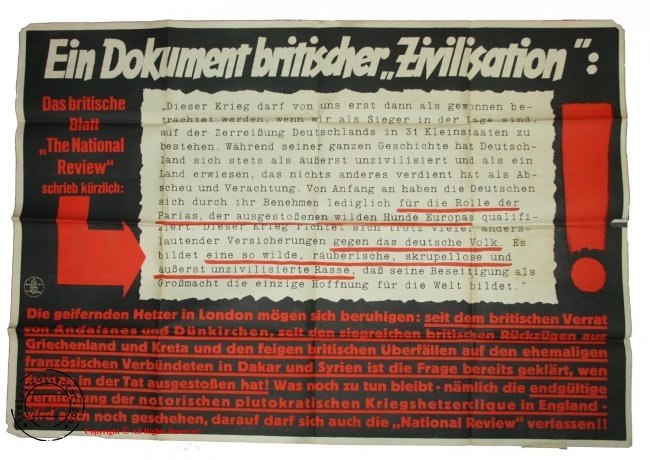 Ein Dokument britischer „Zivilisation":
Das britische
Blatt
„The National
Review"
schrieb kürzlich:
„Dieser Krieg darf von uns erst dann als gewonnen be-
trachtet werden, wenn wir als Sieger in der Lage sind,
auf der Zerreißung Deutschlands in 31 Kleinstaaten zu
bestehen. Während seiner ganzen Geschichte hat Deutsch-
land sich stets als äußerst unzivilisiert und als ein
Land erwiesen, das nichts anderes verdient hat als Ab-
scheu und Verachtung. Von Anfang an haben die Deutschen
sich durch ihr Benehmen lediglich für die Rolle der
Parias, der ausgestoßenen wilden Hunde Europas qualifi-
ziert. Dieser Krieg richtet sich trotz vieler anders-
lautender Versicherungen gegen das deutsche Volk. Es
bildet eine so wilde, räuberische, skrupellose und
äußerst unzivilisierte Rasse, daß seine Beseitigung als
Großmacht die einzige Hoffnung für die Welt bildet."
!
Die geifernden Hetzer in London mögen sich beruhigen: seit dem britischen Verrat
von Andalsnes und Dünkirchen, seit den siegreichen britischen Rückzügen aus
Griechenland und Kreta und den feigen britischen Überfällen auf den ehemaligen
französischen Verbündeten in Dakar und Syrien ist die Frage bereits geklärt, wen
in der Tat ausgestoßen hat! Was noch zu tun bleibt - nämlich die endgültige
Vernichtung der notorischen plutokratischen Kriegshetzerclique in England -
wird auch noch geschehen, darauf darf sich auch die „National Review" verlassen!!
Copyright © All Rights Reserved